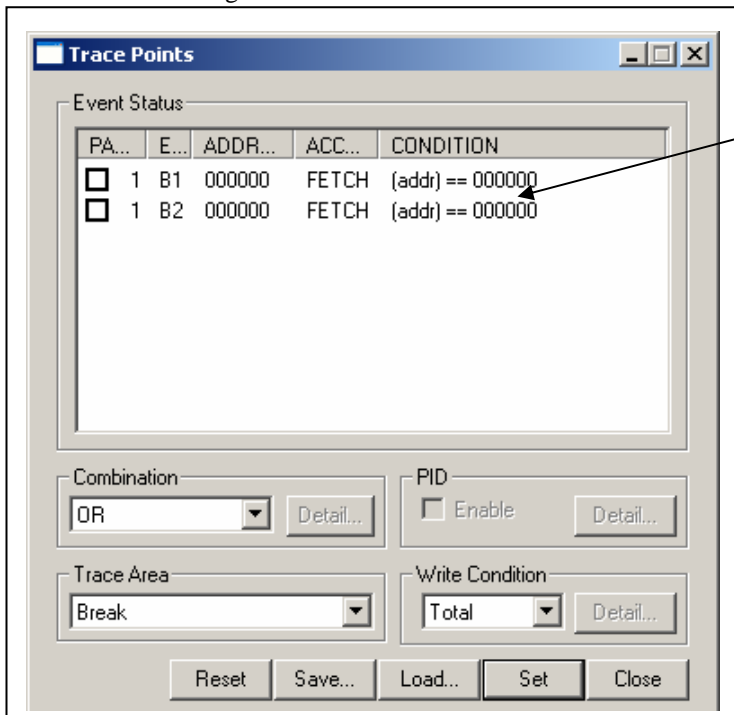 Trace Points
Event Status
PA... E... ADDR... ACC... CONDITION
1 B1 000000 FETCH (addr) == 000000
1 B2 000000 FETCH (addr) == 000000
Combination
OR Detail...
PID
Enable Detail...
Trace Area
Break
Write Condition
Total Detail...
Reset Save... Load... Set Close